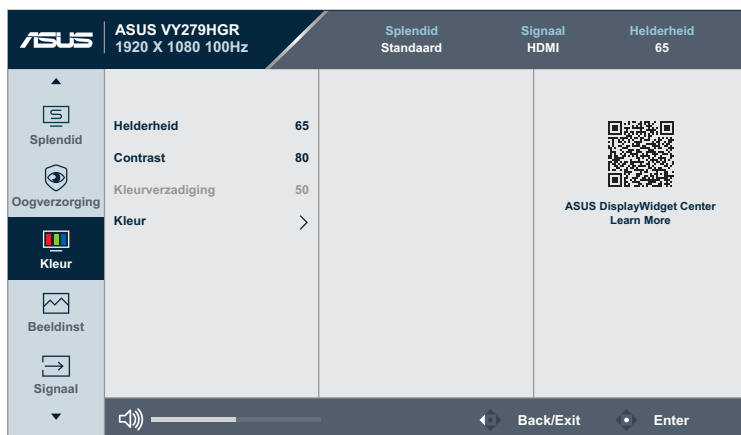 ASUS
ASUS VY279HGR
1920 X 1080 100Hz
Splendid
Standaard
Signaal
HDMI
Helderheid
65
Splendid
Oogverzorging
Kleur
Beeldinst
Signaal
Helderheid 65
Contrast 80
Kleurverzadiging 50
Kleur
ASUS DisplayWidget Center
Learn More
Back/Exit
Enter